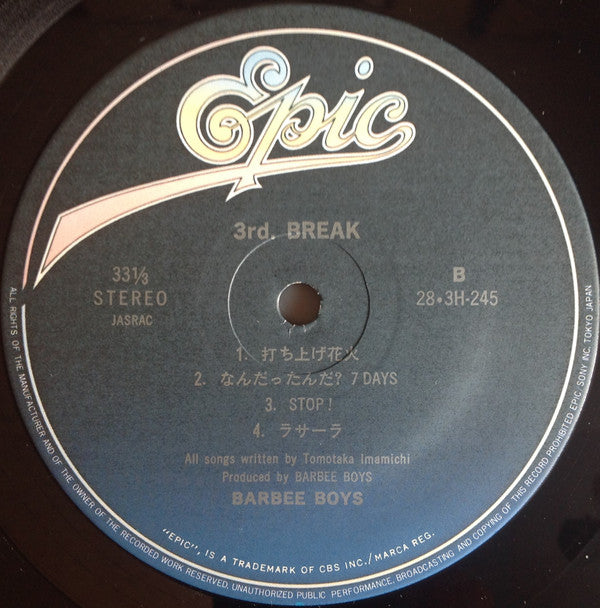 Epic
3rd. BREAK
33⅓
STEREO
JASRAC
B
28•3H-245
1. 打ち上げ花火
2. なんだったんだ? 7 DAYS
3. STOP!
4. ラサーラ
All songs written by Tomotaka Imamichi
Produced by BARBEE BOYS
BARBEE BOYS
"EPIC", IS A TRADEMARK OF CBS INC./MARCA REG.
ALL RIGHTS OF THE MANUFACTURER AND OF THE OWNER OF THE RECORDED WORK RESERVED. UNAUTHORIZED PUBLIC PERFORMANCE, BROADCASTING AND COPYING OF THIS RECORD PROHIBITED EPIC, SONY INC. TOKYO JAPAN